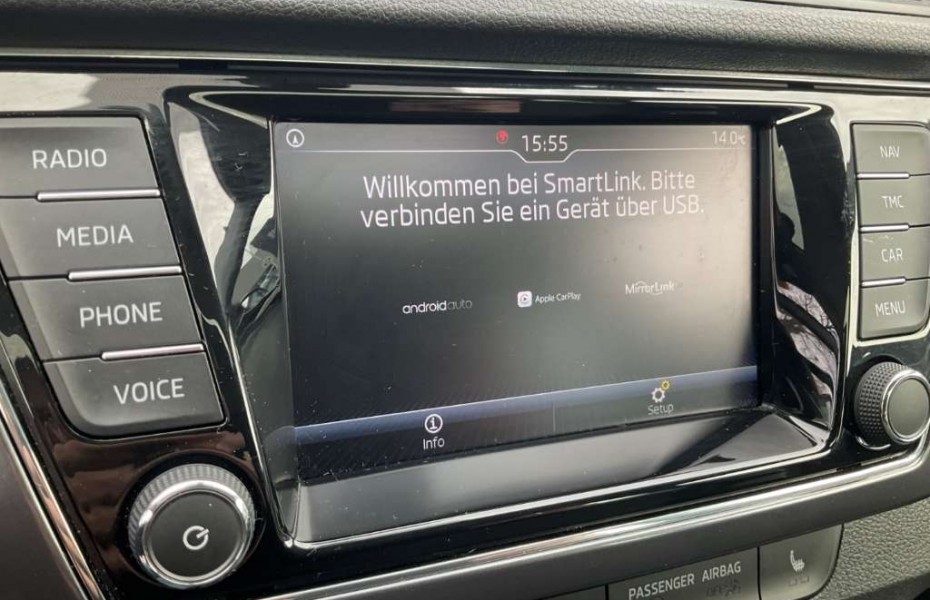 RADIO
MEDIA
PHONE
VOICE
15:55
14.0°C
Willkommen bei SmartLink. Bitte
verbinden Sie ein Gerät über USB.
androidauto
Apple CarPlay
MirrorLink
Info
Setup
NAV
TMC
CAR
MENU
PASSENGER AIRBAG